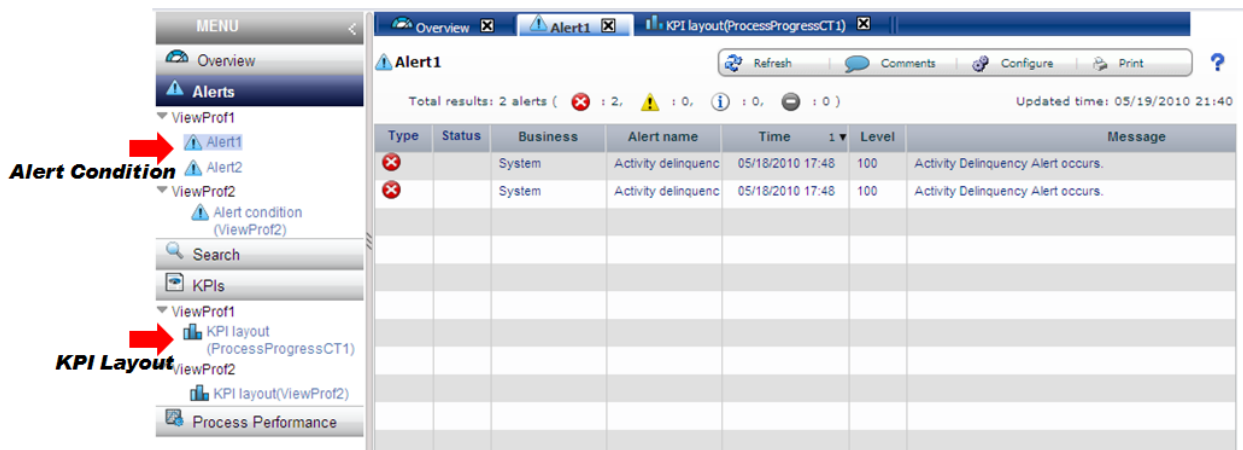 MENU <
Overview
Alerts
ViewProf1
Alert1
Alert Condition
Alert2
ViewProf2
Alert condition
(ViewProf2)
Search
KPIs
ViewProf1
KPI layout
(ProcessProgressCT1)
KPI Layout
ViewProf2
KPI layout(ViewProf2)
Process Performance
Overview Alert1 KPI layout(ProcessProgressCT1)
Alert1 Refresh Comments Configure Print ?
Total results: 2 alerts ( : 2, : 0, : 0, : 0 ) Updated time: 05/19/2010 21:40
Type Status Business Alert name Time 1▼ Level Message
System Activity delinquenc 05/18/2010 17:48 100 Activity Delinquency Alert occurs.
System Activity delinquenc 05/18/2010 17:48 100 Activity Delinquency Alert occurs.